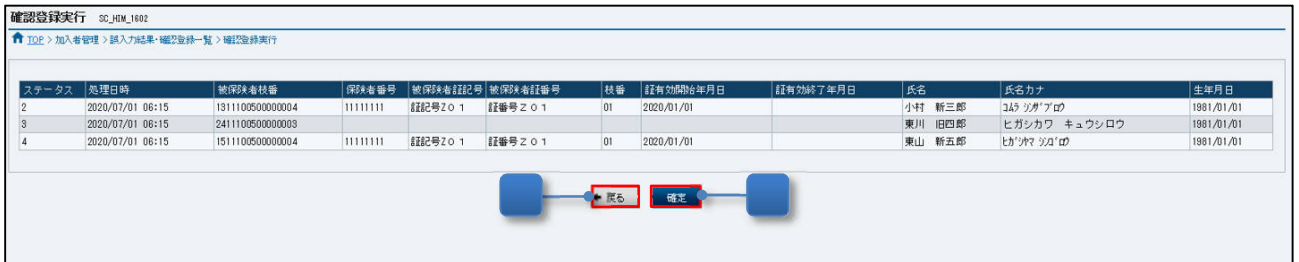 確認登録実行 SC_HIM_1602
TOP > 加入者管理 > 誤入力結果・確認登録一覧 > 確認登録実行
ステータス 処理日時 被保険者枝番 保険者番号 被保険者証記号 被保険者証番号 枝番 証有効開始年月日 証有効終了年月日 氏名 氏名カナ 生年月日
2 2020/07/01 06:15 1311100500000004 11111111 証記号Z01 証番号Z01 01 2020/01/01 小村 新三郎 コムラ シンザブロウ 1981/01/01
3 2020/07/01 06:15 2411100500000003 東川 旧四郎 ヒガシカワ キュウシロウ 1981/01/01
4 2020/07/01 06:15 1511100500000004 11111111 証記号Z01 証番号Z01 01 2020/01/01 東山 新五郎 ヒガシヤマ シンゴロウ 1981/01/01
戻る 確定